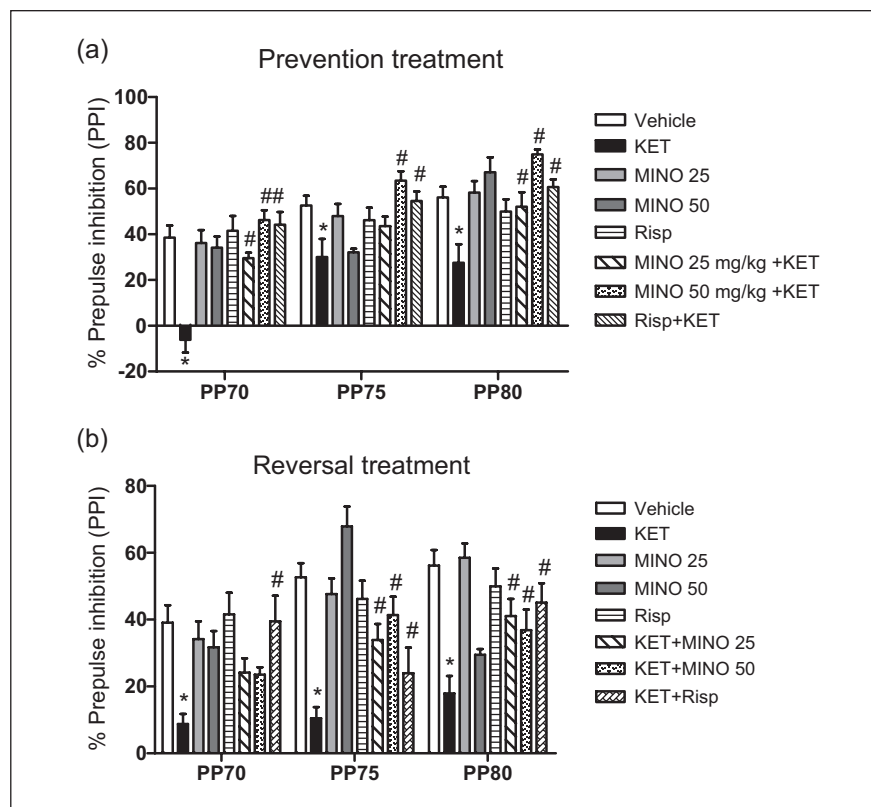 (a)
Prevention treatment
% Prepulse inhibition (PPI)
100
80
60
40
20
0
-20
*
#
##
*
#
#
*
#
#
#
PP70
PP75
PP80
Vehicle
KET
MINO 25
MINO 50
Risp
MINO 25 mg/kg +KET
MINO 50 mg/kg +KET
Risp+KET
(b)
Reversal treatment
% Prepulse inhibition (PPI)
80
60
40
20
0
*
#
*
#
#
#
*
#
#
#
PP70
PP75
PP80
Vehicle
KET
MINO 25
MINO 50
Risp
KET+MINO 25
KET+MINO 50
KET+Risp